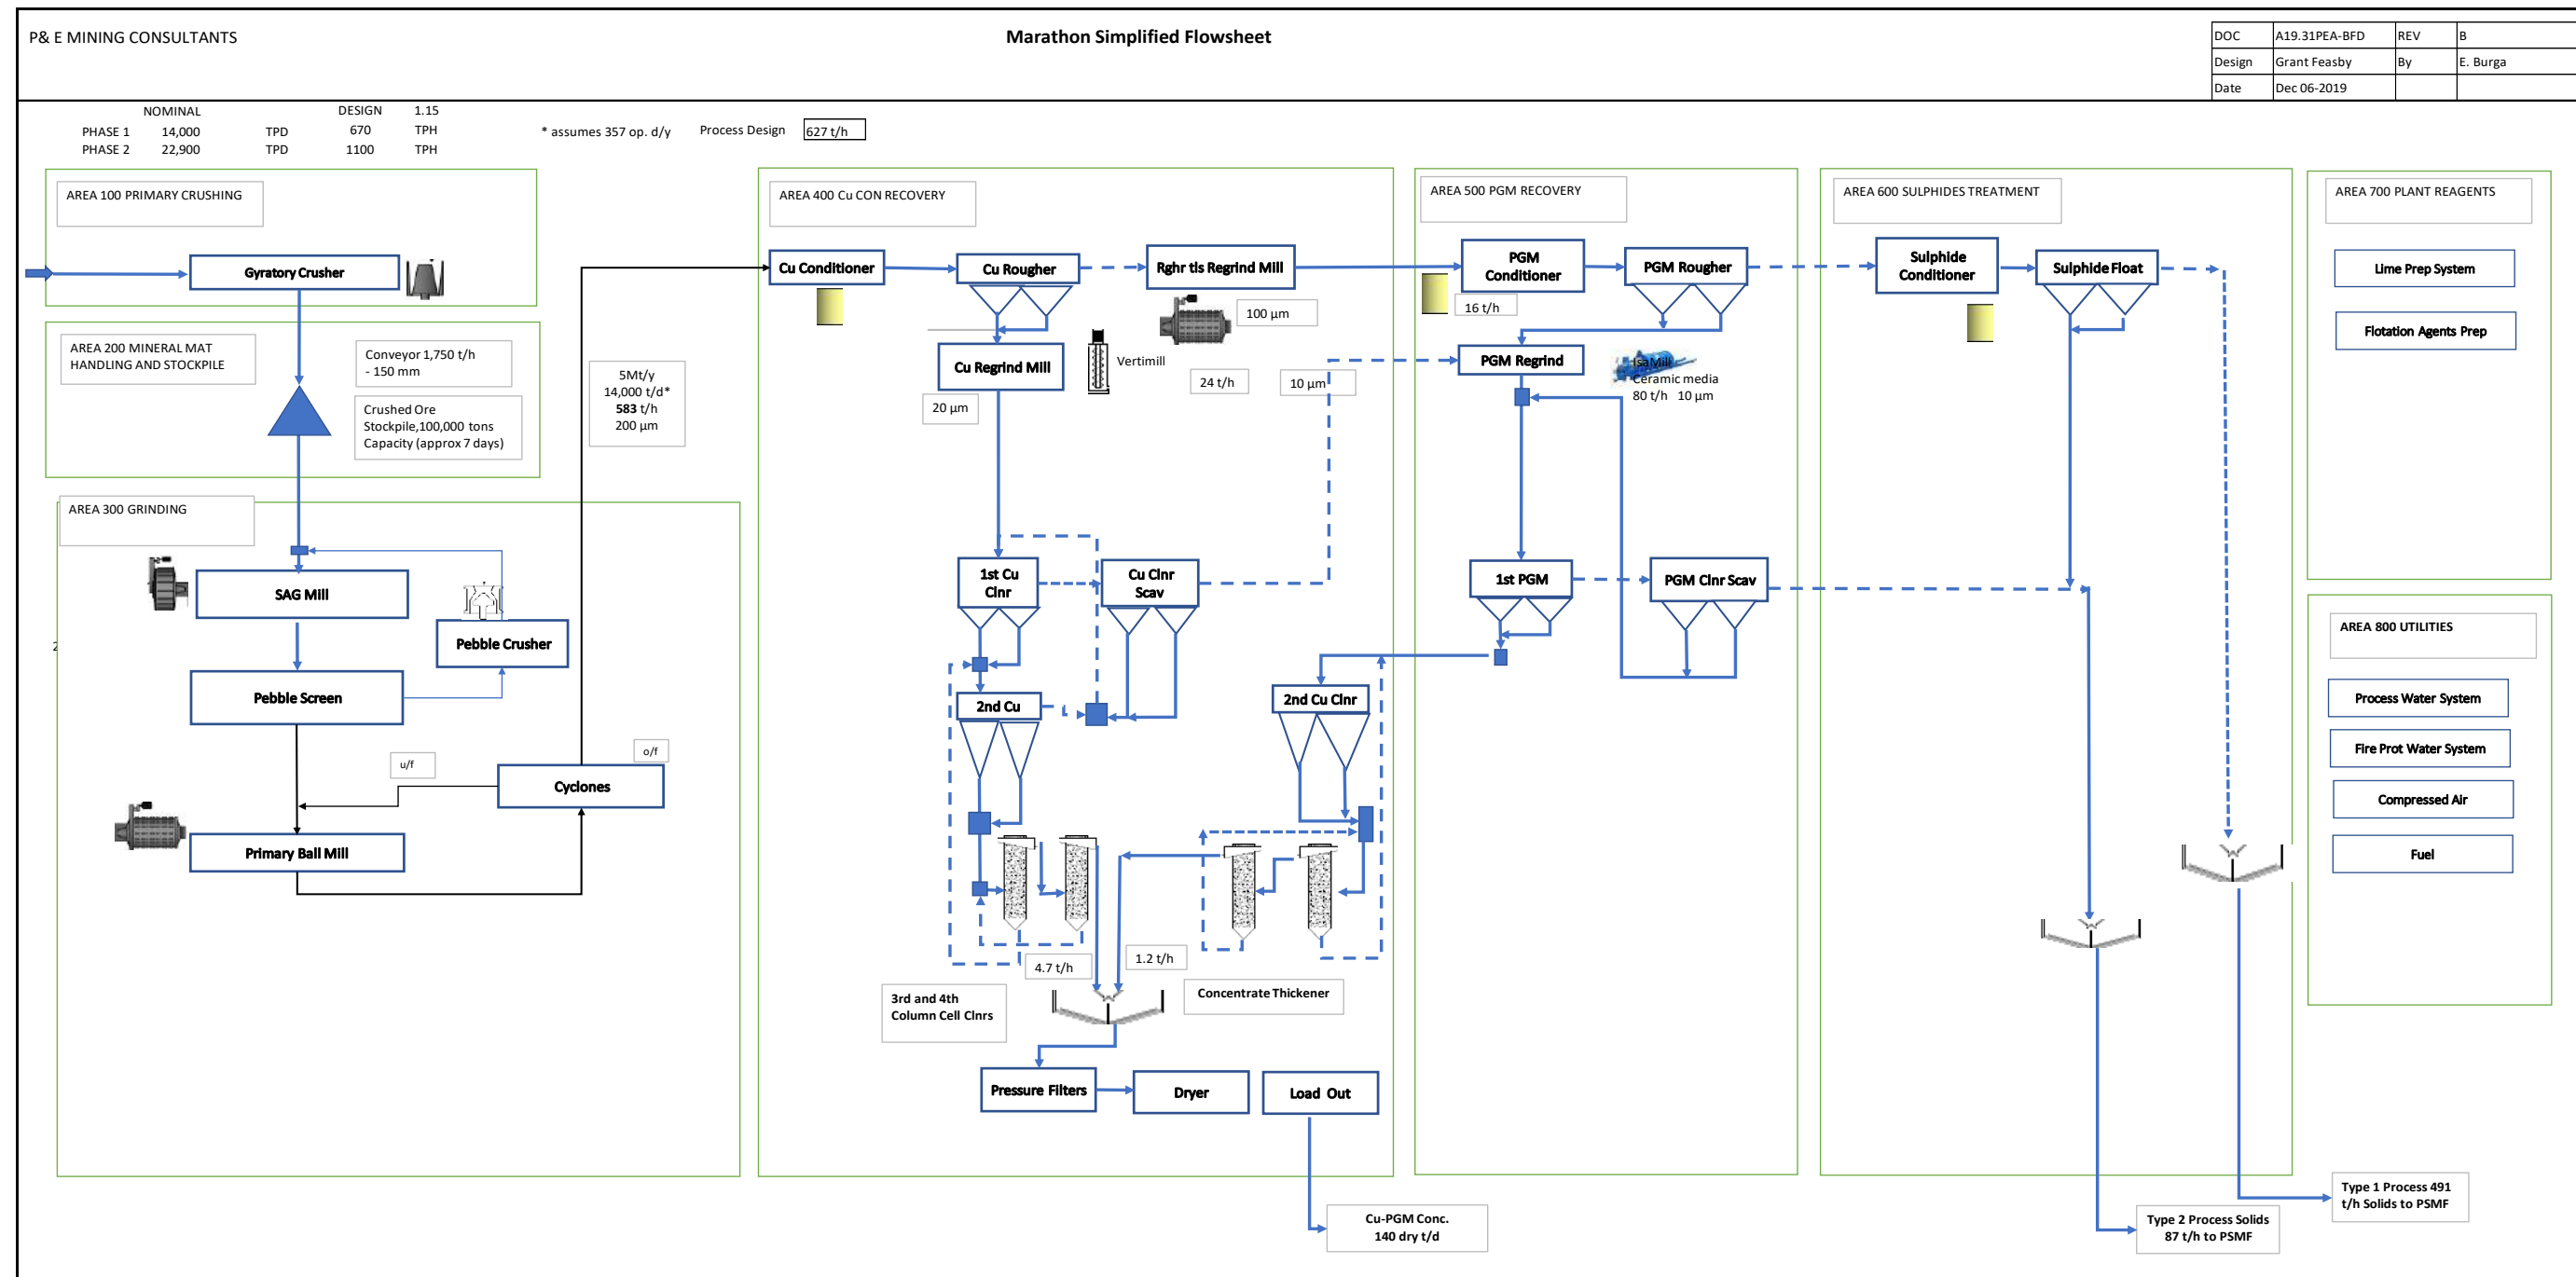 P& E MINING CONSULTANTS
Marathon Simplified Flowsheet
DOC A19.31PEA-BFD REV B
Design Grant Feasby By E. Burga
Date Dec 06-2019
NOMINAL DESIGN 1.15
PHASE 1 14,000 TPD 670 TPH
PHASE 2 22,900 TPD 1100 TPH
* assumes 357 op. d/y Process Design 627 t/h
AREA 100 PRIMARY CRUSHING
Gyratory Crusher
AREA 200 MINERAL MAT
HANDLING AND STOCKPILE
Conveyor 1,750 t/h
- 150 mm
Crushed Ore
Stockpile,100,000 tons
Capacity (approx 7 days)
AREA 300 GRINDING
SAG Mill
Pebble Crusher
2
Pebble Screen
u/f
o/f
Cyclones
Primary Ball Mill
5Mt/y
14,000 t/d*
583 t/h
200 µm
AREA 400 Cu CON RECOVERY
Cu Conditioner
Cu Rougher
Rghr tls Regrind Mill
100 µm
Cu Regrind Mill
Vertimill
24 t/h
10 µm
20 µm
1st Cu
Clnr
Cu Clnr
Scav
2nd Cu
2nd Cu Clnr
4.7 t/h
1.2 t/h
3rd and 4th
Column Cell Clnrs
Concentrate Thickener
Pressure Filters
Dryer
Load Out
Cu-PGM Conc.
140 dry t/d
AREA 500 PGM RECOVERY
PGM
Conditioner
PGM Rougher
16 t/h
PGM Regrind
IsaMill
Ceramic media
80 t/h 10 µm
1st PGM
PGM Clnr Scav
AREA 600 SULPHIDES TREATMENT
Sulphide
Conditioner
Sulphide Float
Type 2 Process Solids
87 t/h to PSMF
Type 1 Process 491
t/h Solids to PSMF
AREA 700 PLANT REAGENTS
Lime Prep System
Flotation Agents Prep
AREA 800 UTILITIES
Process Water System
Fire Prot Water System
Compressed Air
Fuel